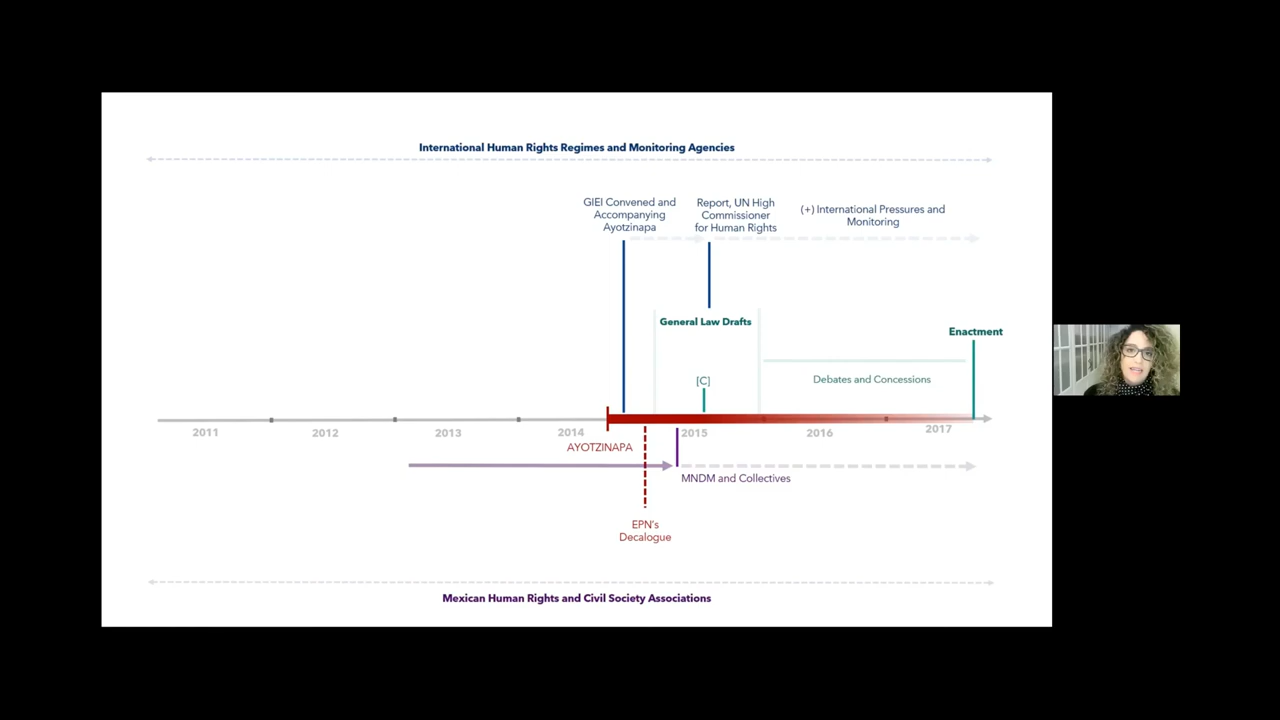 International Human Rights Regimes and Monitoring Agencies
GIEI Convened and
Accompanying
Ayotzinapa
Report, UN High
Commissioner
for Human Rights
(+) International Pressures and
Monitoring
General Law Drafts
Enactment
[C]
Debates and Concessions
2011
2012
2013
2014
2015
2016
2017
AYOTZINAPA
MNDM and Collectives
EPN's
Decalogue
Mexican Human Rights and Civil Society Associations